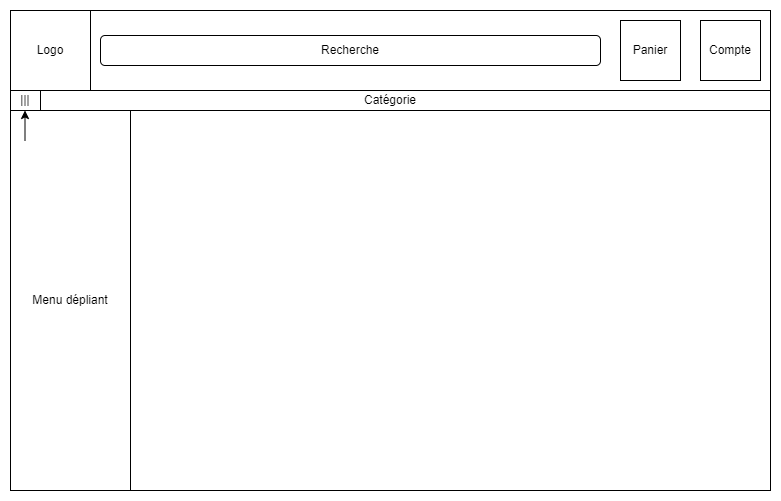 Logo
Recherche
Panier
Compte
|||
Catégorie
Menu dépliant